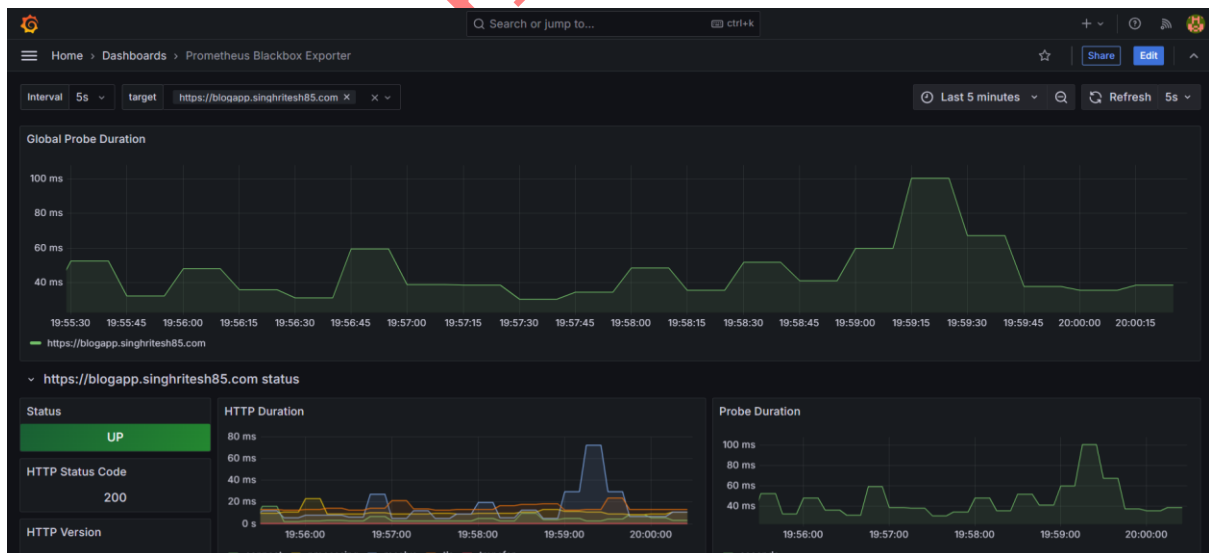 Search or jump to... ctrl+k
Home › Dashboards › Prometheus Blackbox Exporter
Share Edit
Interval 5s target https://blogapp.singhritesh85.com × ×
Last 5 minutes Refresh 5s
Global Probe Duration
100 ms
80 ms
60 ms
40 ms
19:55:30 19:55:45 19:56:00 19:56:15 19:56:30 19:56:45 19:57:00 19:57:15 19:57:30 19:57:45 19:58:00 19:58:15 19:58:30 19:58:45 19:59:00 19:59:15 19:59:30 19:59:45 20:00:00 20:00:15
https://blogapp.singhritesh85.com
https://blogapp.singhritesh85.com status
Status
UP
HTTP Status Code
200
HTTP Version
HTTP Duration
80 ms
60 ms
40 ms
20 ms
0 s
19:56:00 19:57:00 19:58:00 19:59:00 20:00:00
Probe Duration
100 ms
80 ms
60 ms
40 ms
19:56:00 19:57:00 19:58:00 19:59:00 20:00:00